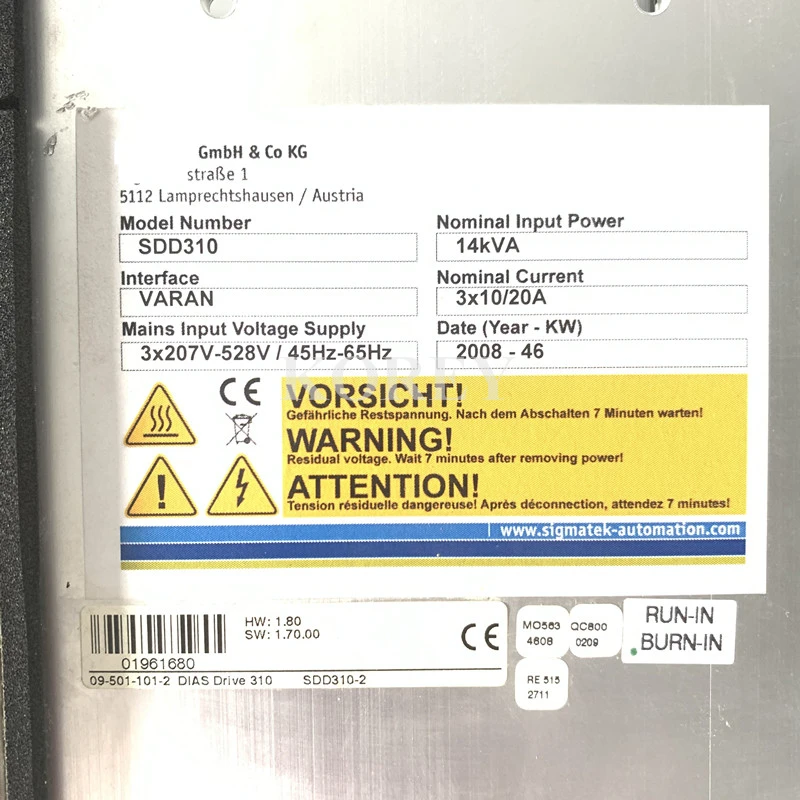 GmbH & Co KG
straße 1
5112 Lamprechtshausen / Austria
Model Number
SDD310
Nominal Input Power
14kVA
Interface
VARAN
Nominal Current
3x10/20A
Mains Input Voltage Supply
3x207V-528V / 45Hz-65Hz
Date (Year - KW)
2008 - 46
KOREY
CE
VORSICHT!
Gefährliche Restspannung. Nach dem Abschalten 7 Minuten warten!
WARNING!
Residual voltage. Wait 7 minutes after removing power!
ATTENTION!
Tension résiduelle dangereuse! Après déconnection, attendez 7 minutes!
www.sigmatek-automation.com
HW: 1.80
SW: 1.70.00
01961680
09-501-101-2 DIAS Drive 310 SDD310-2
CE
MO563
4608
QC600
0209
RUN-IN
BURN-IN
RE 515
2711